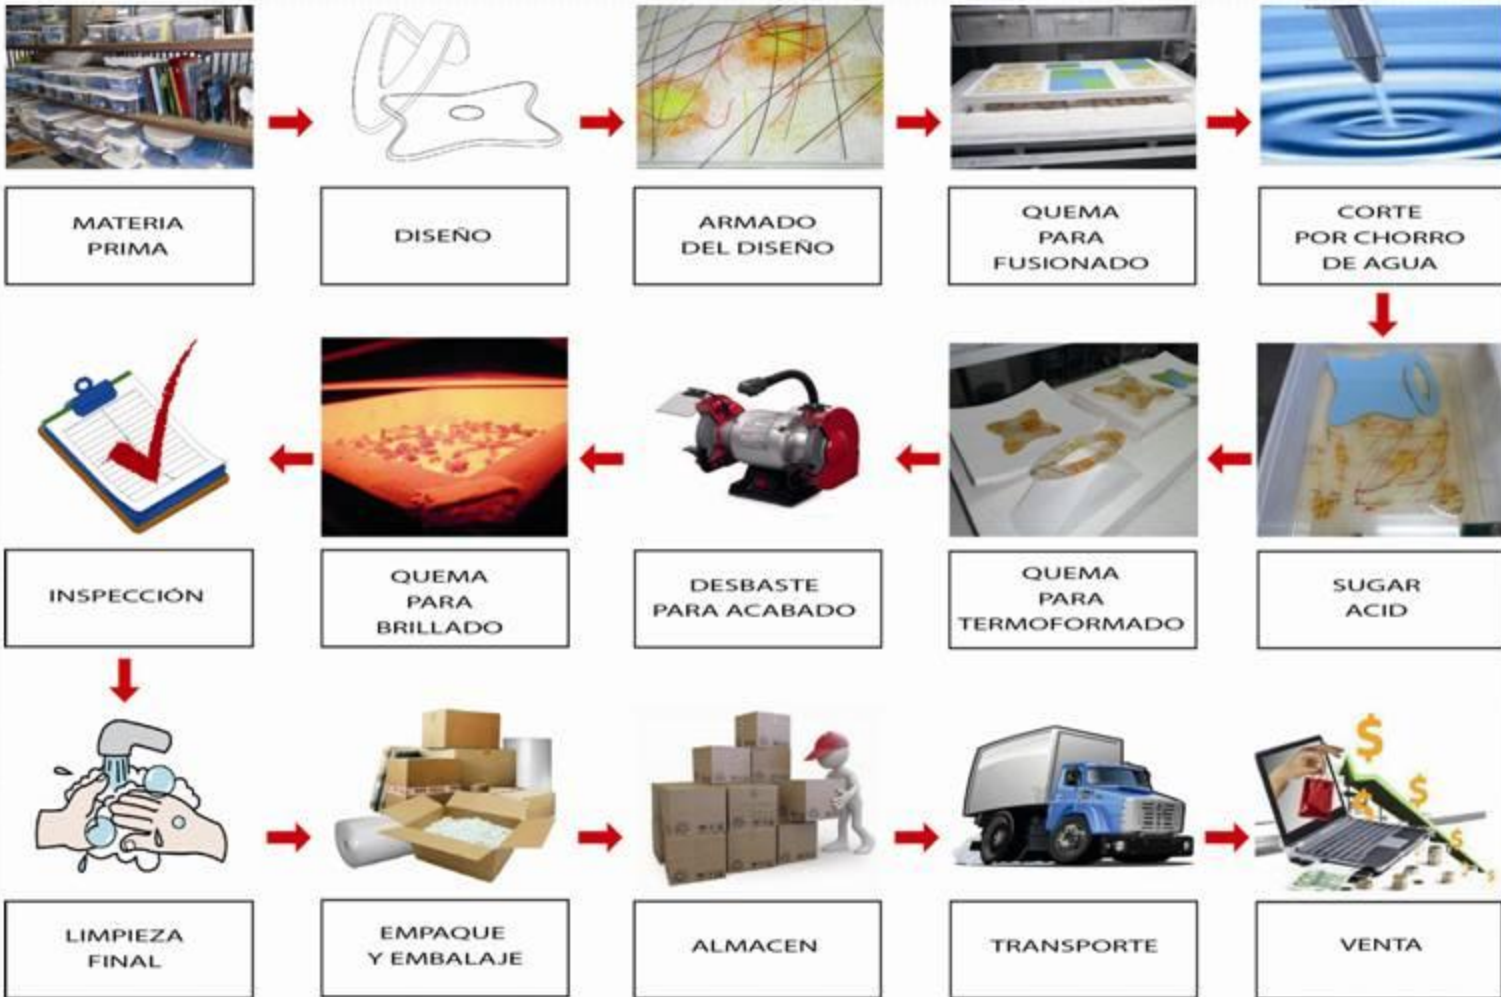 MATERIA
PRIMA
DISEÑO
ARMADO
DEL DISEÑO
QUEMA
PARA
FUSIONADO
CORTE
POR CHORRO
DE AGUA
SUGAR
ACID
QUEMA
PARA
TERMOFORMADO
DESBASTE
PARA ACABADO
QUEMA
PARA
BRILLADO
INSPECCIÓN
LIMPIEZA
FINAL
EMPAQUE
Y EMBALAJE
ALMACEN
TRANSPORTE
VENTA